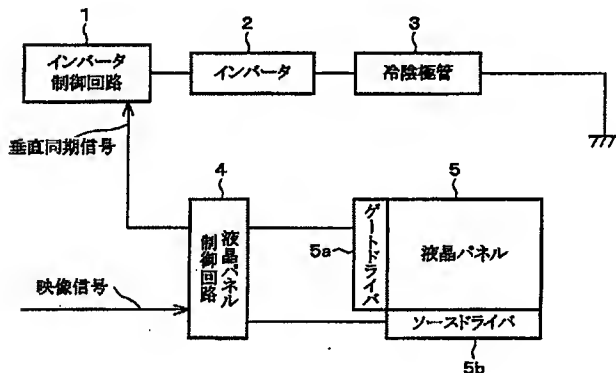 1
インバータ
制御回路
2
インバータ
3
冷陰極管
垂直同期信号
4
液晶パネル
制御回路
映像信号
5
5a
ゲートドライバ
液晶パネル
ソースドライバ
5b